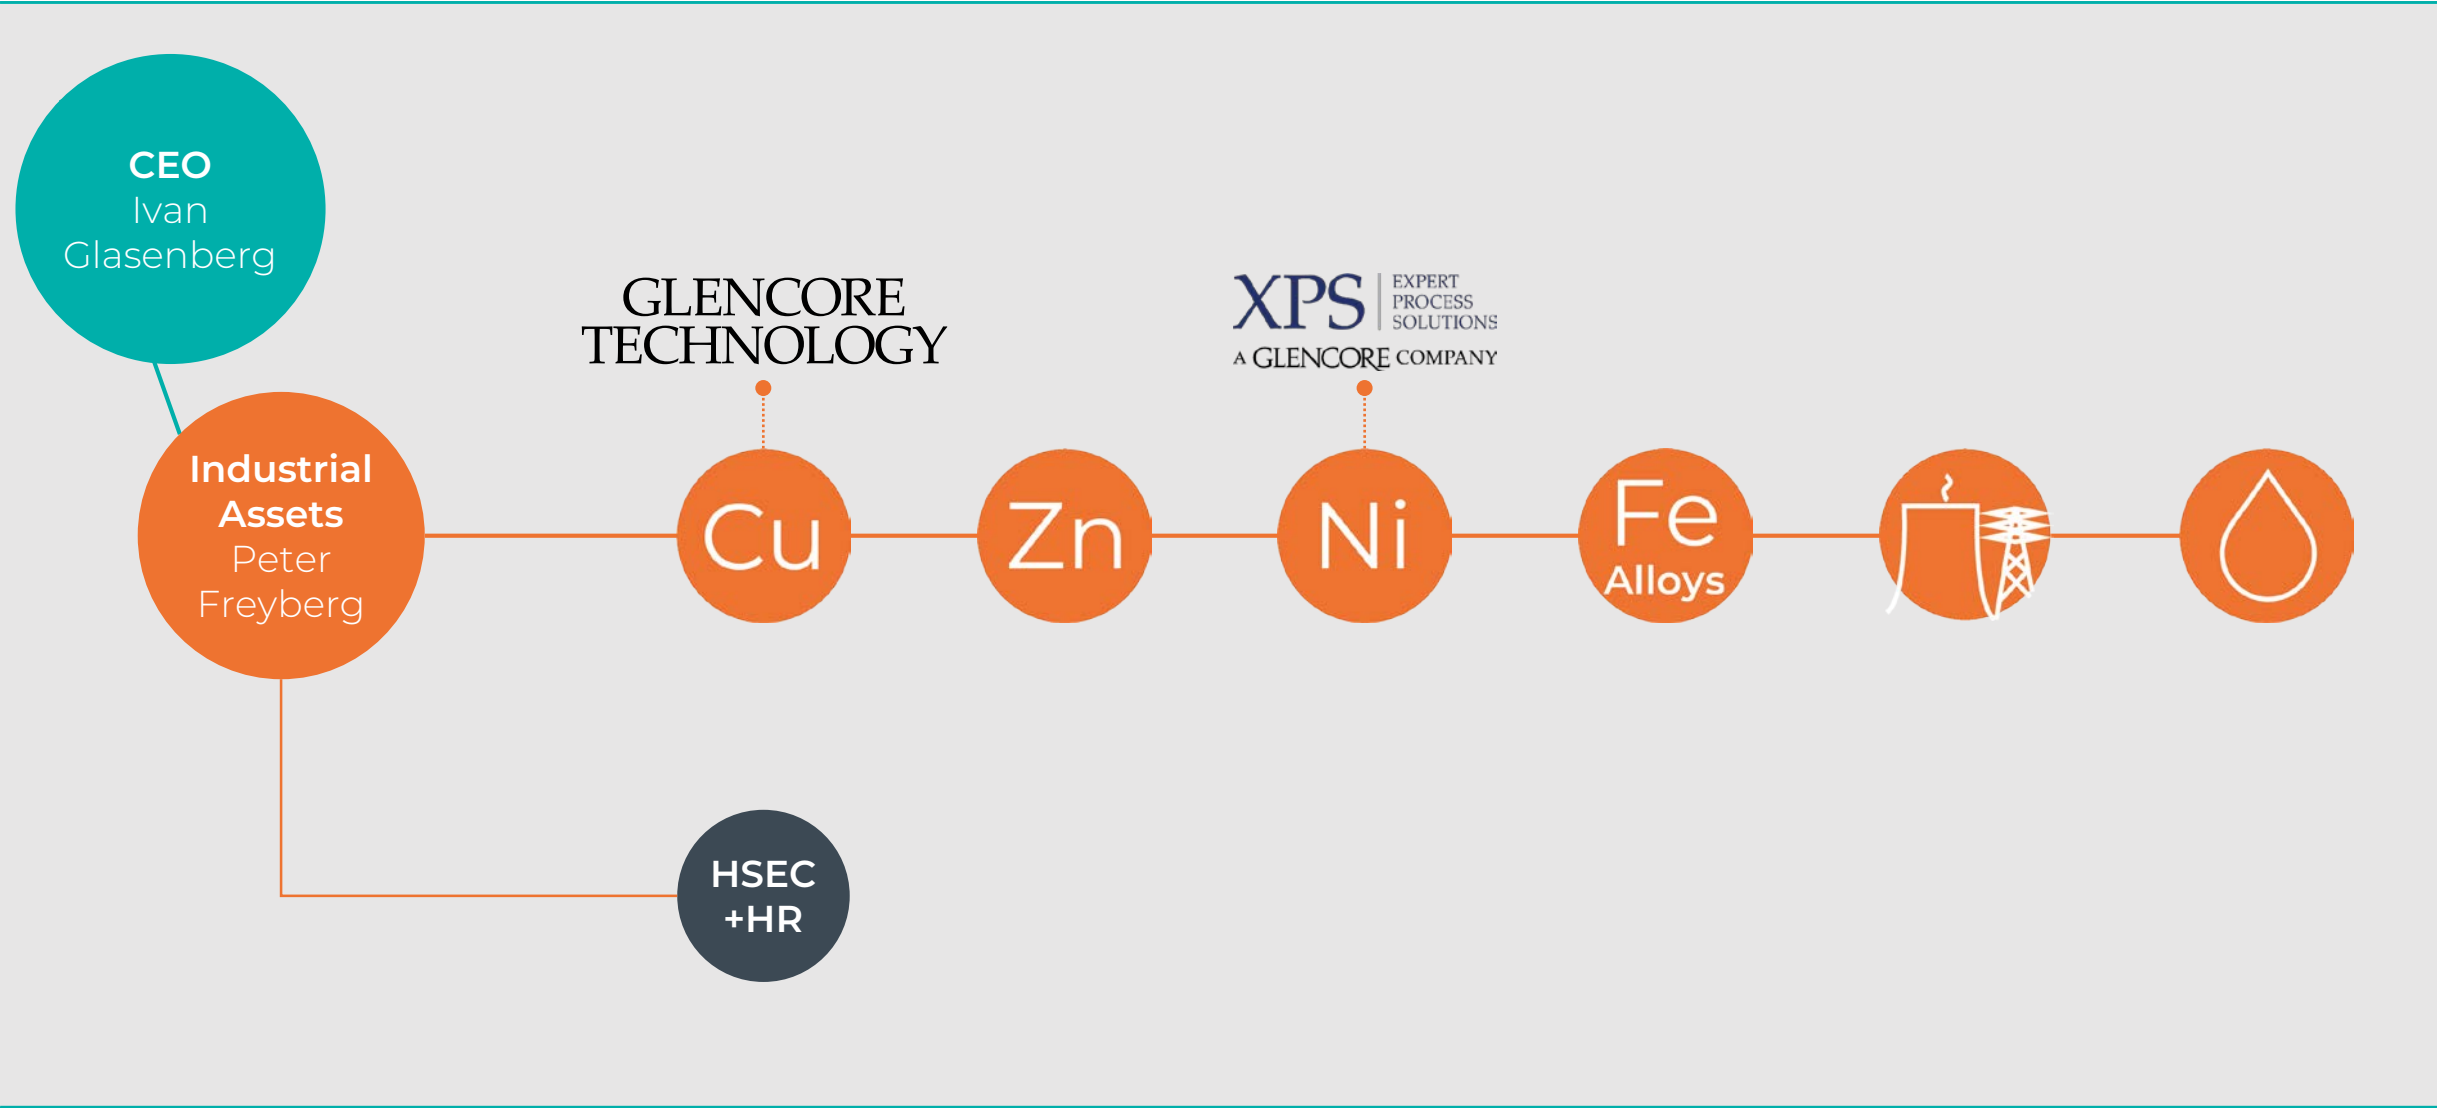 CEO
Ivan
Glasenberg
GLENCORE
TECHNOLOGY
XPS
EXPERT
PROCESS
SOLUTIONS
A GLENCORE COMPANY
Industrial
Assets
Peter
Freyberg
Cu
Zn
Ni
Fe
Alloys
HSEC
+HR